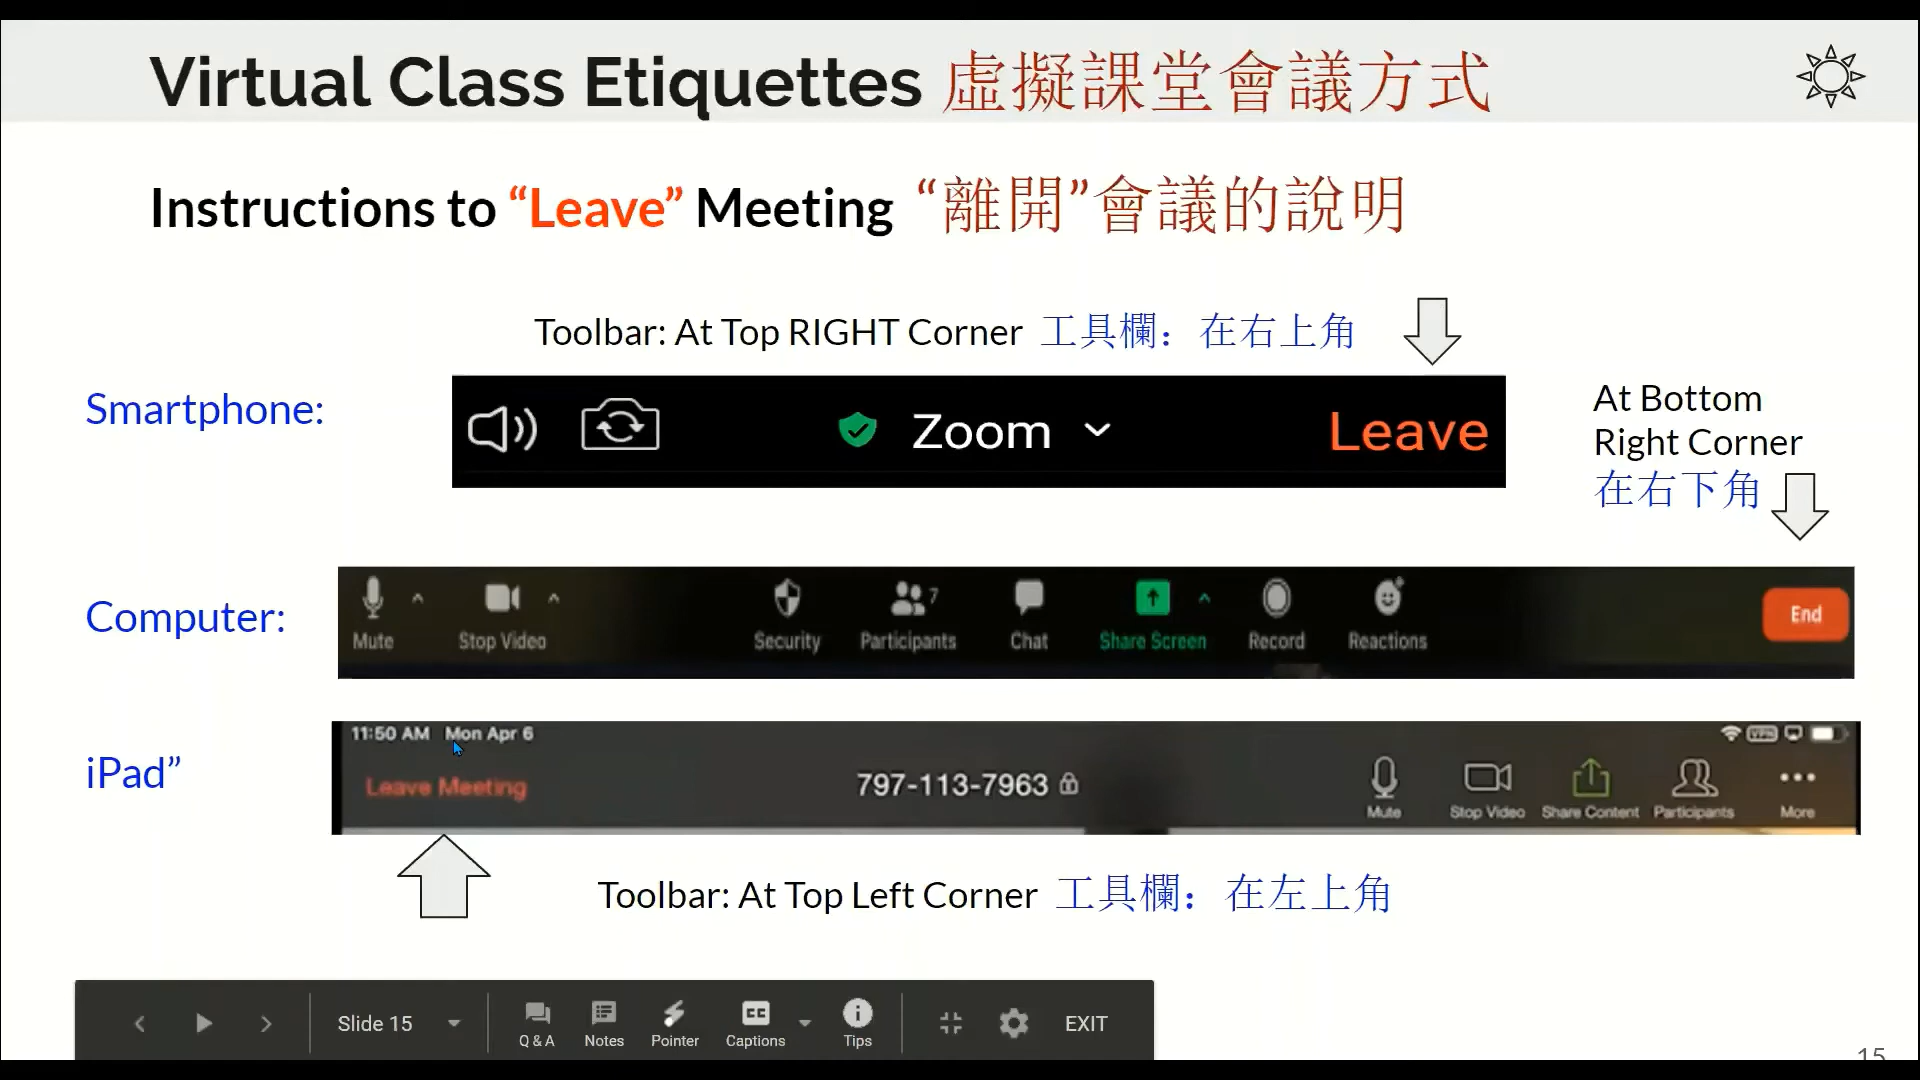 Virtual Class Etiquettes 虛擬課堂會議方式
Instructions to “Leave” Meeting “離開”會議的說明
Toolbar: At Top RIGHT Corner 工具欄：在右上角
Smartphone:
Zoom Leave
At Bottom
Right Corner
在右下角
Computer:
Mute Stop Video Security Participants 7 Chat Share Screen Record Reactions End
iPad”
11:50 AM Mon Apr 6 VPN
Leave Meeting 797-113-7963 Mute Stop Video Share Content Participants More
Toolbar: At Top Left Corner 工具欄：在左上角
Slide 15 Q & A Notes Pointer CC Captions Tips EXIT
15